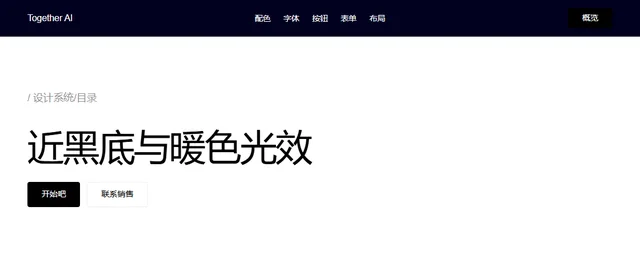 Together AI 配色 字体 按钮 表单 布局 概览
/ 设计系统/目录
近黑底与暖色光效
开始吧 联系销售